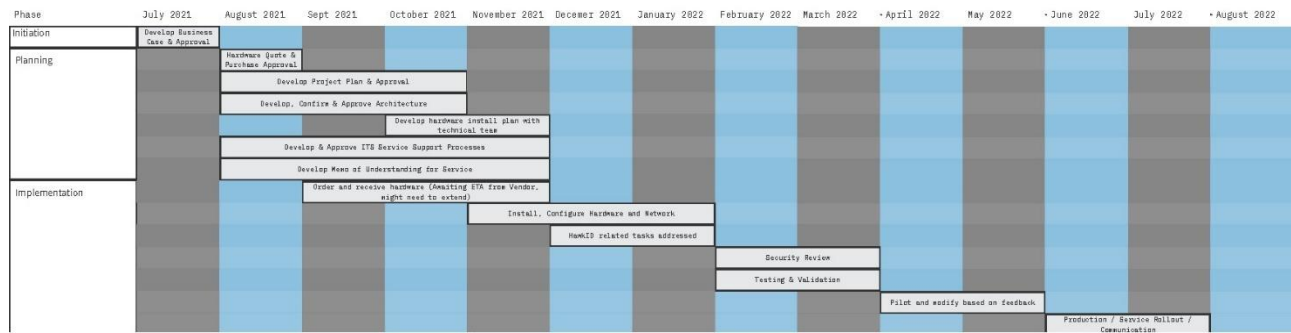 Phase July 2021 August 2021 Sept 2021 October 2021 November 2021 Decemer 2021 January 2022 February 2022 March 2022 • April 2022 May 2022 • June 2022 July 2022 • August 2022
Initiation
Develop Business
Case & Approval
Planning
Hardware Quote &
Purchase Approval
Develop Project Plan & Approval
Develop, Confirm & Approve Architecture
Develop hardware install plan with
technical team
Develop & Approve ITS Service Support Processes
Develop Memo of Understanding for Service
Implementation
Order and receive hardware (Awaiting ETA from Vendor,
might need to extend)
Install, Configure Hardware and Network
HawkID related tasks addressed
Security Review
Testing & Validation
Pilot and modify based on feedback
Production / Service Rollout /
Communication